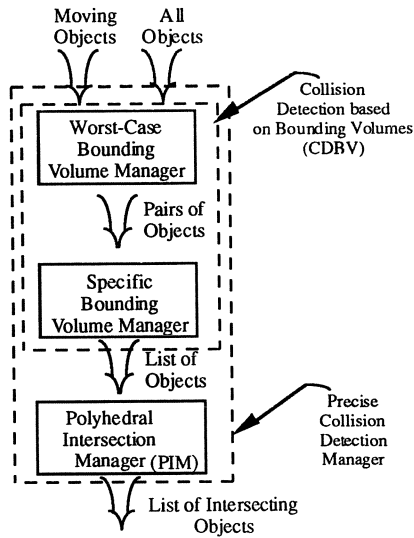 Moving
Objects
All
Objects
Worst-Case
Bounding
Volume Manager
Collision
Detection based
on Bounding Volumes
(CDBV)
Pairs of
Objects
Specific
Bounding
Volume Manager
List of
Objects
Polyhedral
Intersection
Manager (PIM)
Precise
Collision
Detection
Manager
List of Intersecting
Objects